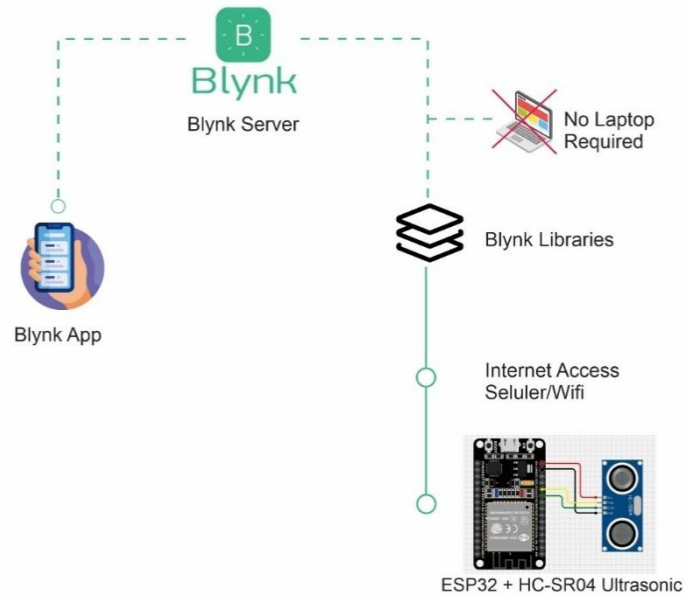 B
Blynk
Blynk Server
No Laptop
Required
Blynk Libraries
Blynk App
Internet Access
Seluler/Wifi
ESP32 + HC-SR04 Ultrasonic